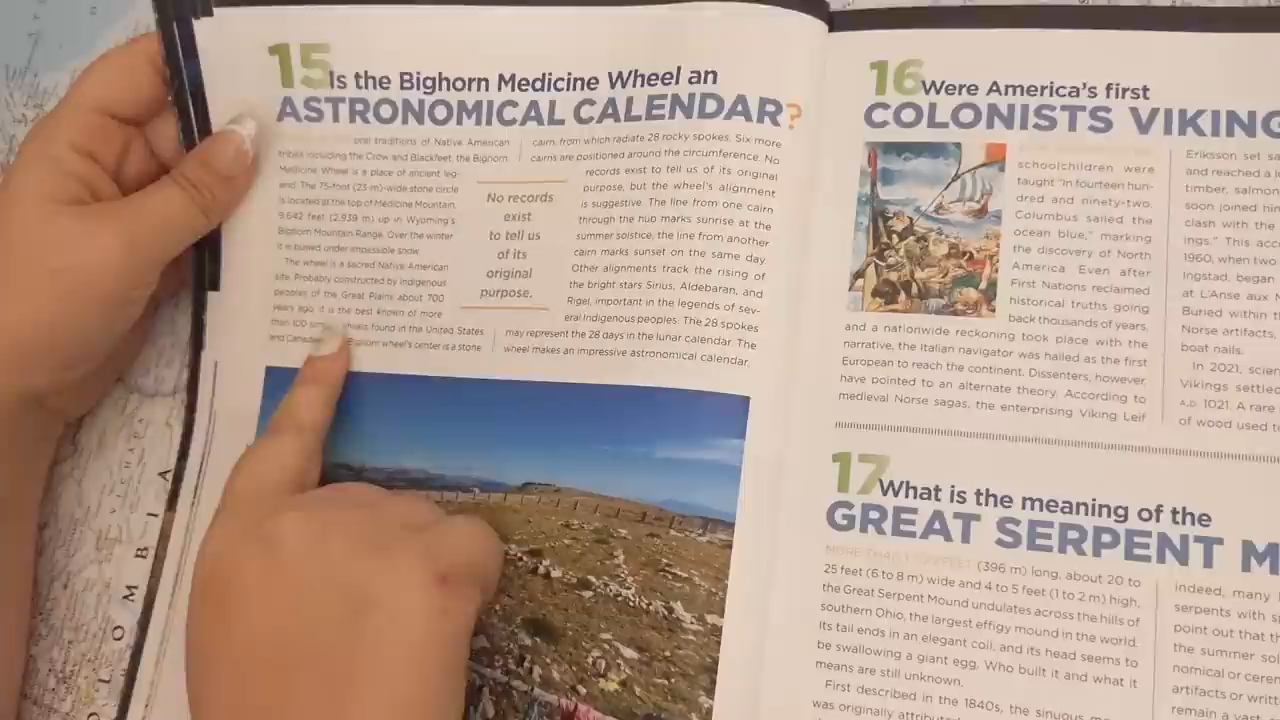 15 Is the Bighorn Medicine Wheel an
ASTRONOMICAL CALENDAR?
oral traditions of Native American
tribes including the Crow and Blackfeet, the Bighorn
Medicine Wheel is a place of ancient leg-
end. The 75-foot (23 m)-wide stone circle
is located at the top of Medicine Mountain,
9,642 feet (2,939 m) up in Wyoming's
Bighorn Mountain Range. Over the winter
it is buried under impassible snow.
The wheel is a sacred Native American
site. Probably constructed by Indigenous
peoples of the Great Plains about 700
years ago, it is the best known of more
than 100 wheels found in the United States
and Canada. Bighorn wheel's center is a stone
No records
exist
to tell us
of its
original
purpose.
cairn, from which radiate 28 rocky spokes. Six more
cairns are positioned around the circumference. No
records exist to tell us of its original
purpose, but the wheel's alignment
is suggestive. The line from one cairn
through the hub marks sunrise at the
summer solstice; the line from another
cairn marks sunset on the same day.
Other alignments track the rising of
the bright stars Sirius, Aldebaran, and
Rigel, important in the legends of sev-
eral Indigenous peoples. The 28 spokes
may represent the 28 days in the lunar calendar. The
wheel makes an impressive astronomical calendar.
16 Were America's first
COLONISTS VIKING
schoolchildren were
taught "In fourteen hun-
dred and ninety-two,
Columbus sailed the
ocean blue," marking
the discovery of North
America. Even after
First Nations reclaimed
historical truths going
back thousands of years,
and a nationwide reckoning took place with the
narrative, the Italian navigator was hailed as the first
European to reach the continent. Dissenters, however,
have pointed to an alternate theory. According to
medieval Norse sagas, the enterprising Viking Leif
Eriksson set sa
and reached a l
timber, salmon
soon joined him
clash with the
ings." This acc
1960, when two
Ingstad, began
at L'Anse aux
Buried within t
Norse artifacts,
boat nails.
In 2021, scien
Vikings settled
A.D. 1021. A rare
of wood used to
17 What is the meaning of the
GREAT SERPENT M
MORE THAN FEET (396 m) long, about 20 to
25 feet (6 to 8 m) wide and 4 to 5 feet (1 to 2 m) high,
the Great Serpent Mound undulates across the hills of
southern Ohio, the largest effigy mound in the world.
Its tail ends in an elegant coil, and its head seems to
be swallowing a giant egg. Who built it and what it
means are still unknown.
First described in the 1840s, the sinuous
was originally
indeed, many
serpents with s
point out that th
the summer sol
nomical or cerem
artifacts or writt
remain a vast
LOMBIA